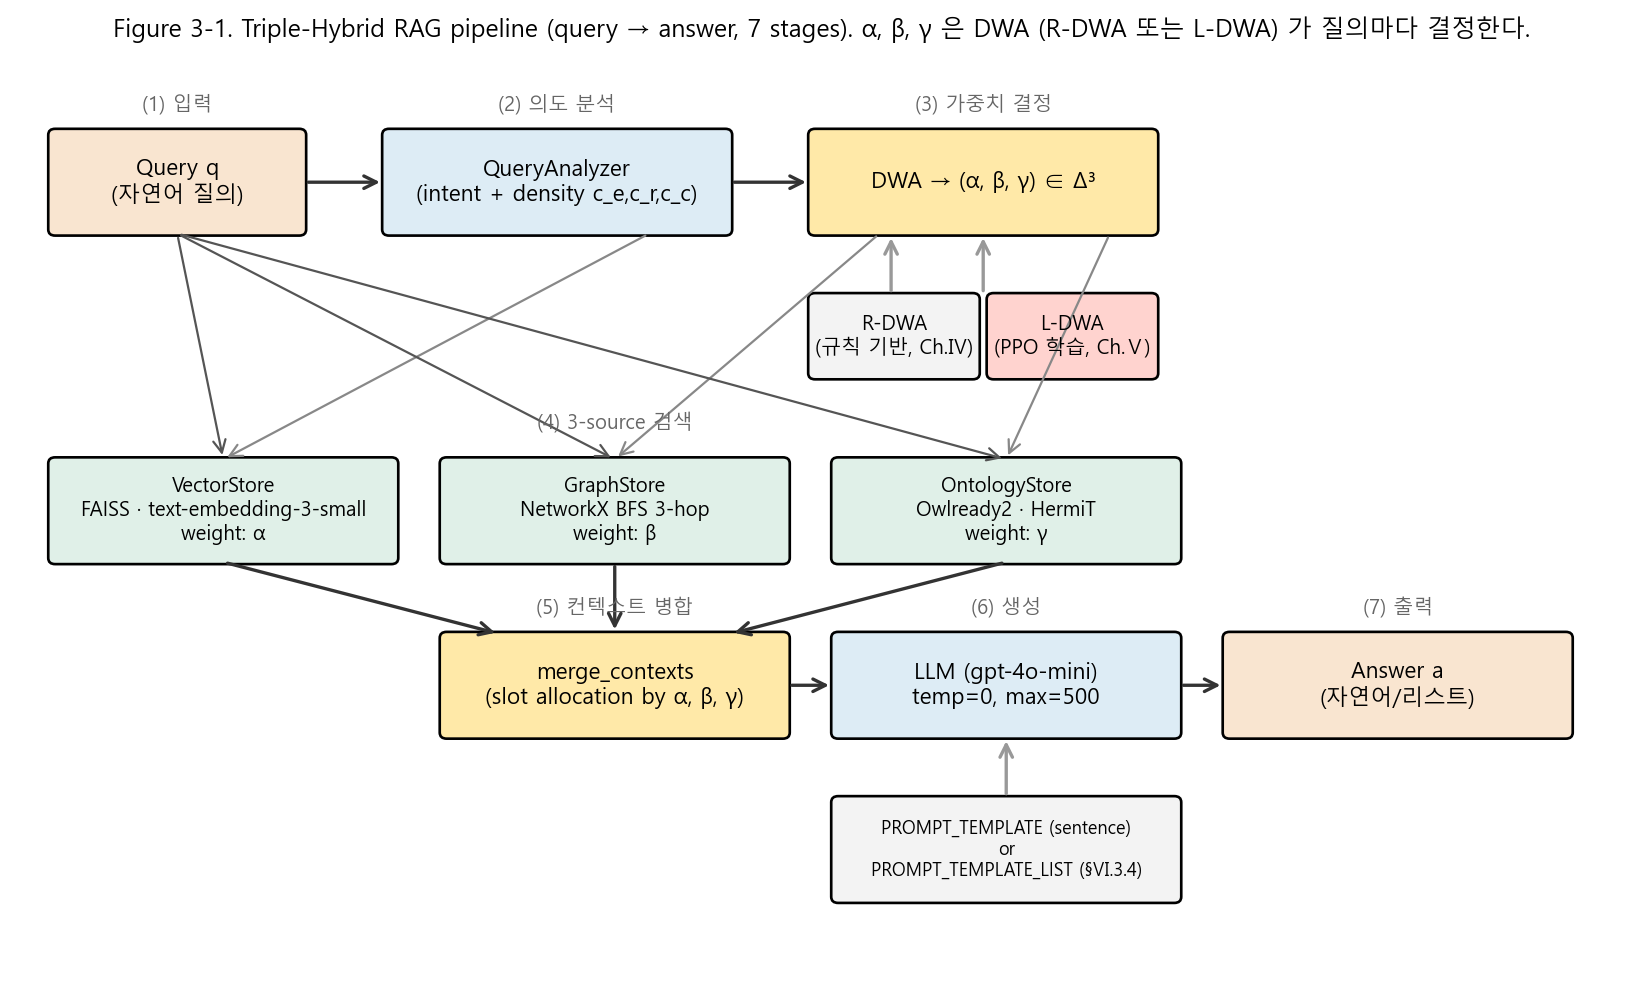 Figure 3-1. Triple-Hybrid RAG pipeline (query → answer, 7 stages). α, β, γ 은 DWA (R-DWA 또는 L-DWA) 가 질의마다 결정한다.
(1) 입력
(2) 의도 분석
(3) 가중치 결정
Query q
(자연어 질의)
QueryAnalyzer
(intent + density c_e,c_r,c_c)
DWA → (α, β, γ) ∈ Δ³
R-DWA
(규칙 기반, Ch.Ⅳ)
L-DWA
(PPO 학습, Ch.Ⅴ)
(4) 3-source 검색
VectorStore
FAISS · text-embedding-3-small
weight: α
GraphStore
NetworkX BFS 3-hop
weight: β
OntologyStore
Owlready2 · HermiT
weight: γ
(5) 컨텍스트 병합
(6) 생성
(7) 출력
merge_contexts
(slot allocation by α, β, γ)
LLM (gpt-4o-mini)
temp=0, max=500
Answer a
(자연어/리스트)
PROMPT_TEMPLATE (sentence)
or
PROMPT_TEMPLATE_LIST (§Ⅵ.3.4)